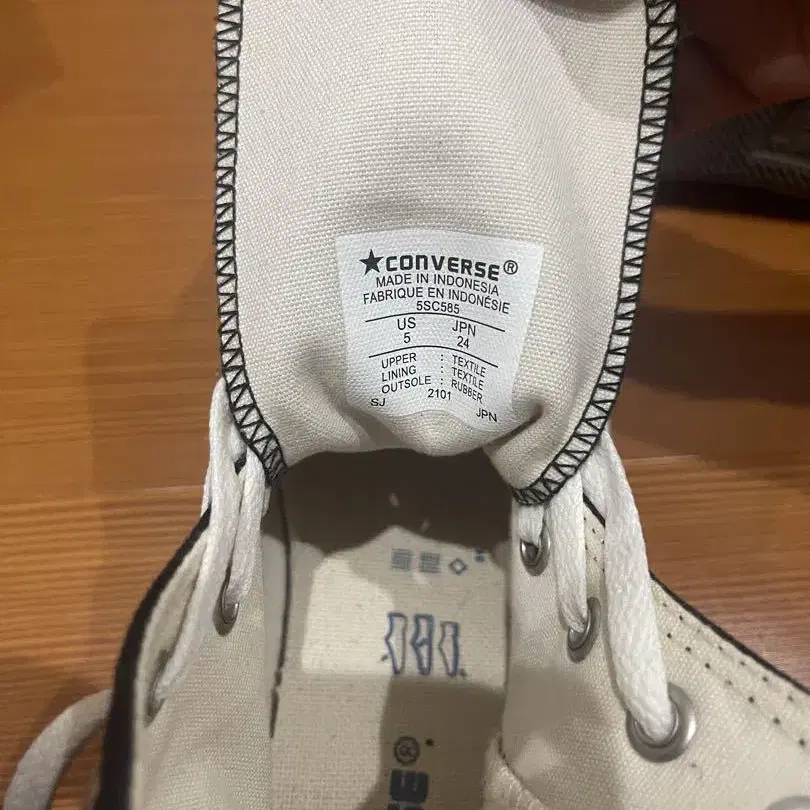 ★CONVERSE®
MADE IN INDONESIA
FABRIQUE EN INDONÉSIE
5SC585
US JPN
5 24
UPPER : TEXTILE
LINING : TEXTILE
OUTSOLE : RUBBER
SJ 2101 JPN